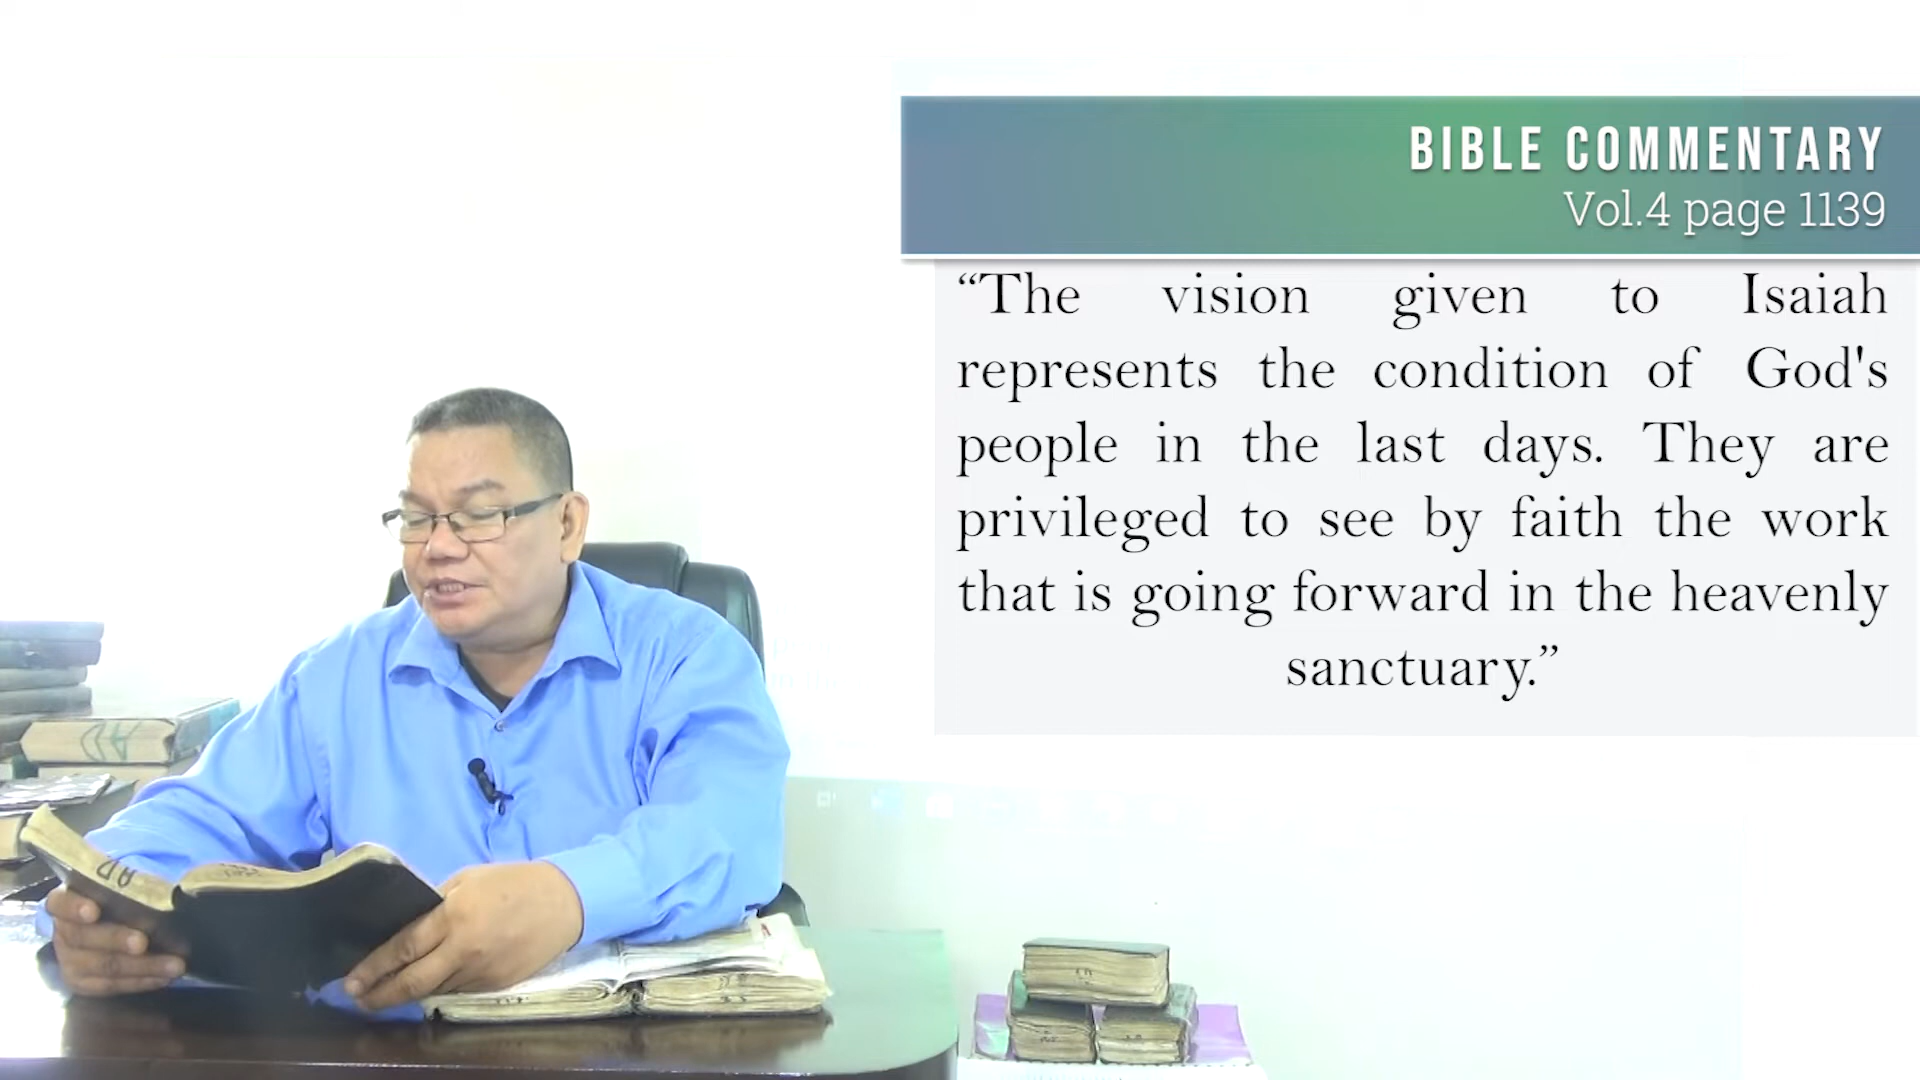 BIBLE COMMENTARY
Vol.4 page 1139
“The vision given to Isaiah
represents the condition of God's
people in the last days. They are
privileged to see by faith the work
that is going forward in the heavenly
sanctuary.”